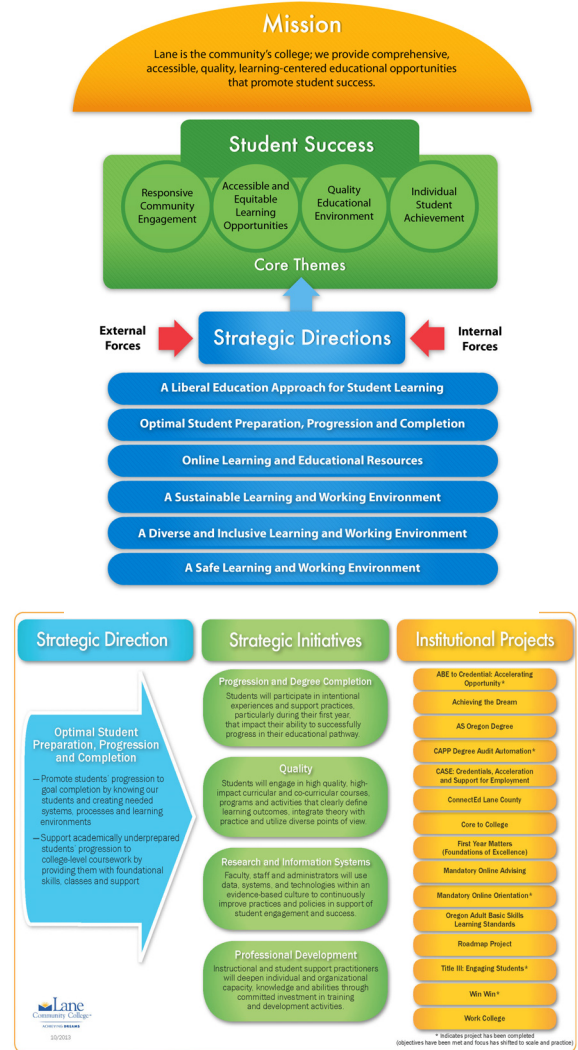 Mission
Lane is the community's college; we provide comprehensive,
accessible, quality, learning-centered educational opportunities
that promote student success.
Student Success
Responsive
Community
Engagement
Accessible and
Equitable
Learning
Opportunities
Quality
Educational
Environment
Individual
Student
Achievement
Core Themes
External
Forces
Strategic Directions
Internal
Forces
A Liberal Education Approach for Student Learning
Optimal Student Preparation, Progression and Completion
Online Learning and Educational Resources
A Sustainable Learning and Working Environment
A Diverse and Inclusive Learning and Working Environment
A Safe Learning and Working Environment
Strategic Direction
Optimal Student
Preparation, Progression
and Completion
— Promote students' progression to
goal completion by knowing our
students and creating needed
systems, processes and learning
environments
— Support academically underprepared
students' progression to
college-level coursework by
providing them with foundational
skills, classes and support
Strategic Initiatives
Progression and Degree Completion
Students will participate in intentional
experiences and support practices,
particularly during their first year,
that impact their ability to successfully
progress in their educational pathway.
Quality
Students will engage in high quality, high-
impact curricular and co-curricular courses,
programs and activities that clearly define
learning outcomes, integrate theory with
practice and utilize diverse points of view.
Research and Information Systems
Faculty, staff and administrators will use
data, systems, and technologies within an
evidence-based culture to continuously
improve practices and policies in support of
student engagement and success.
Professional Development
Instructional and student support practitioners
will deepen individual and organizational
capacity, knowledge and abilities through
committed investment in training
and development activities.
Institutional Projects
ABE to Credential: Accelerating
Opportunity*
Achieving the Dream
AS Oregon Degree
CAPP Degree Audit Automation*
CASE: Credentials, Acceleration
and Support for Employment
ConnectEd Lane County
Core to College
First Year Matters
(Foundations of Excellence)
Mandatory Online Advising
Mandatory Online Orientation*
Oregon Adult Basic Skills
Learning Standards
Roadmap Project
Title III: Engaging Students*
Win Win*
Work College
* Indicates project has been completed
(objectives have been met and focus has shifted to scale and practice)
Lane
Community College
ACHIEVING DREAMS
10/2013